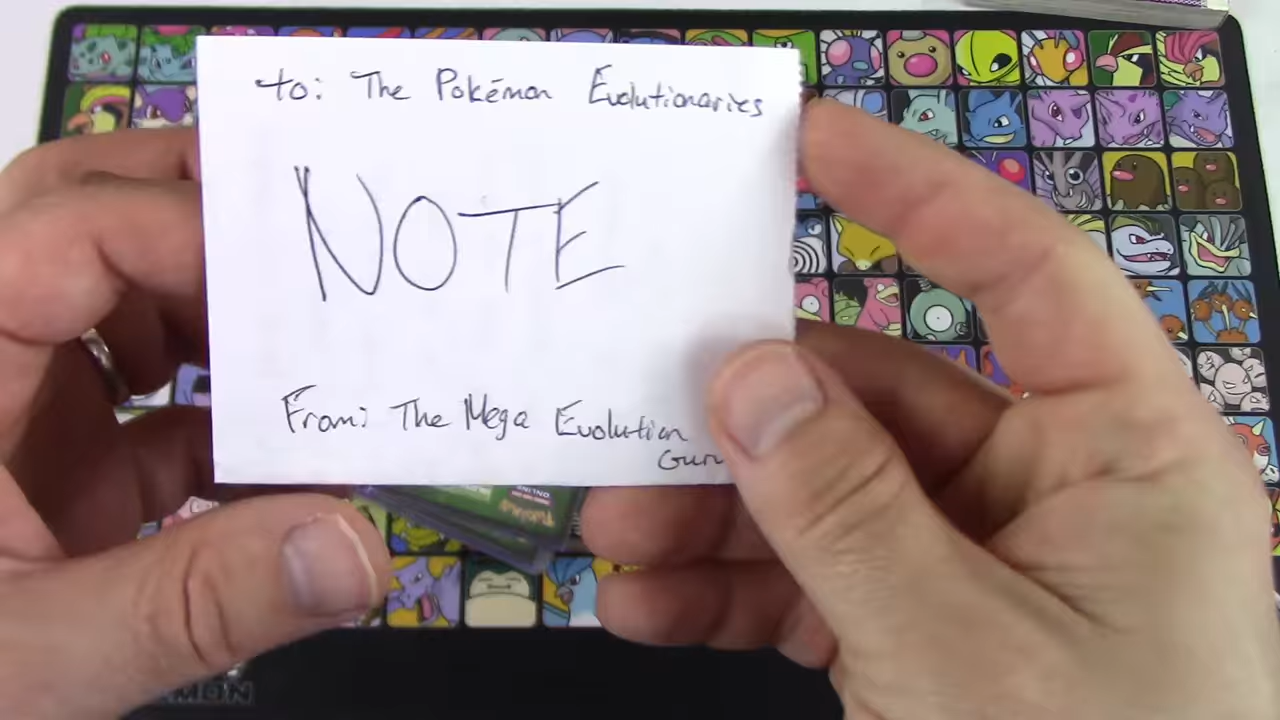 to: The Pokémon Evolutionaries
NOTE
From: The Mega Evolution
Guru